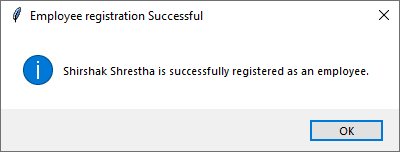 Employee registration Successful
Shirshak Shrestha is successfully registered as an employee.
OK